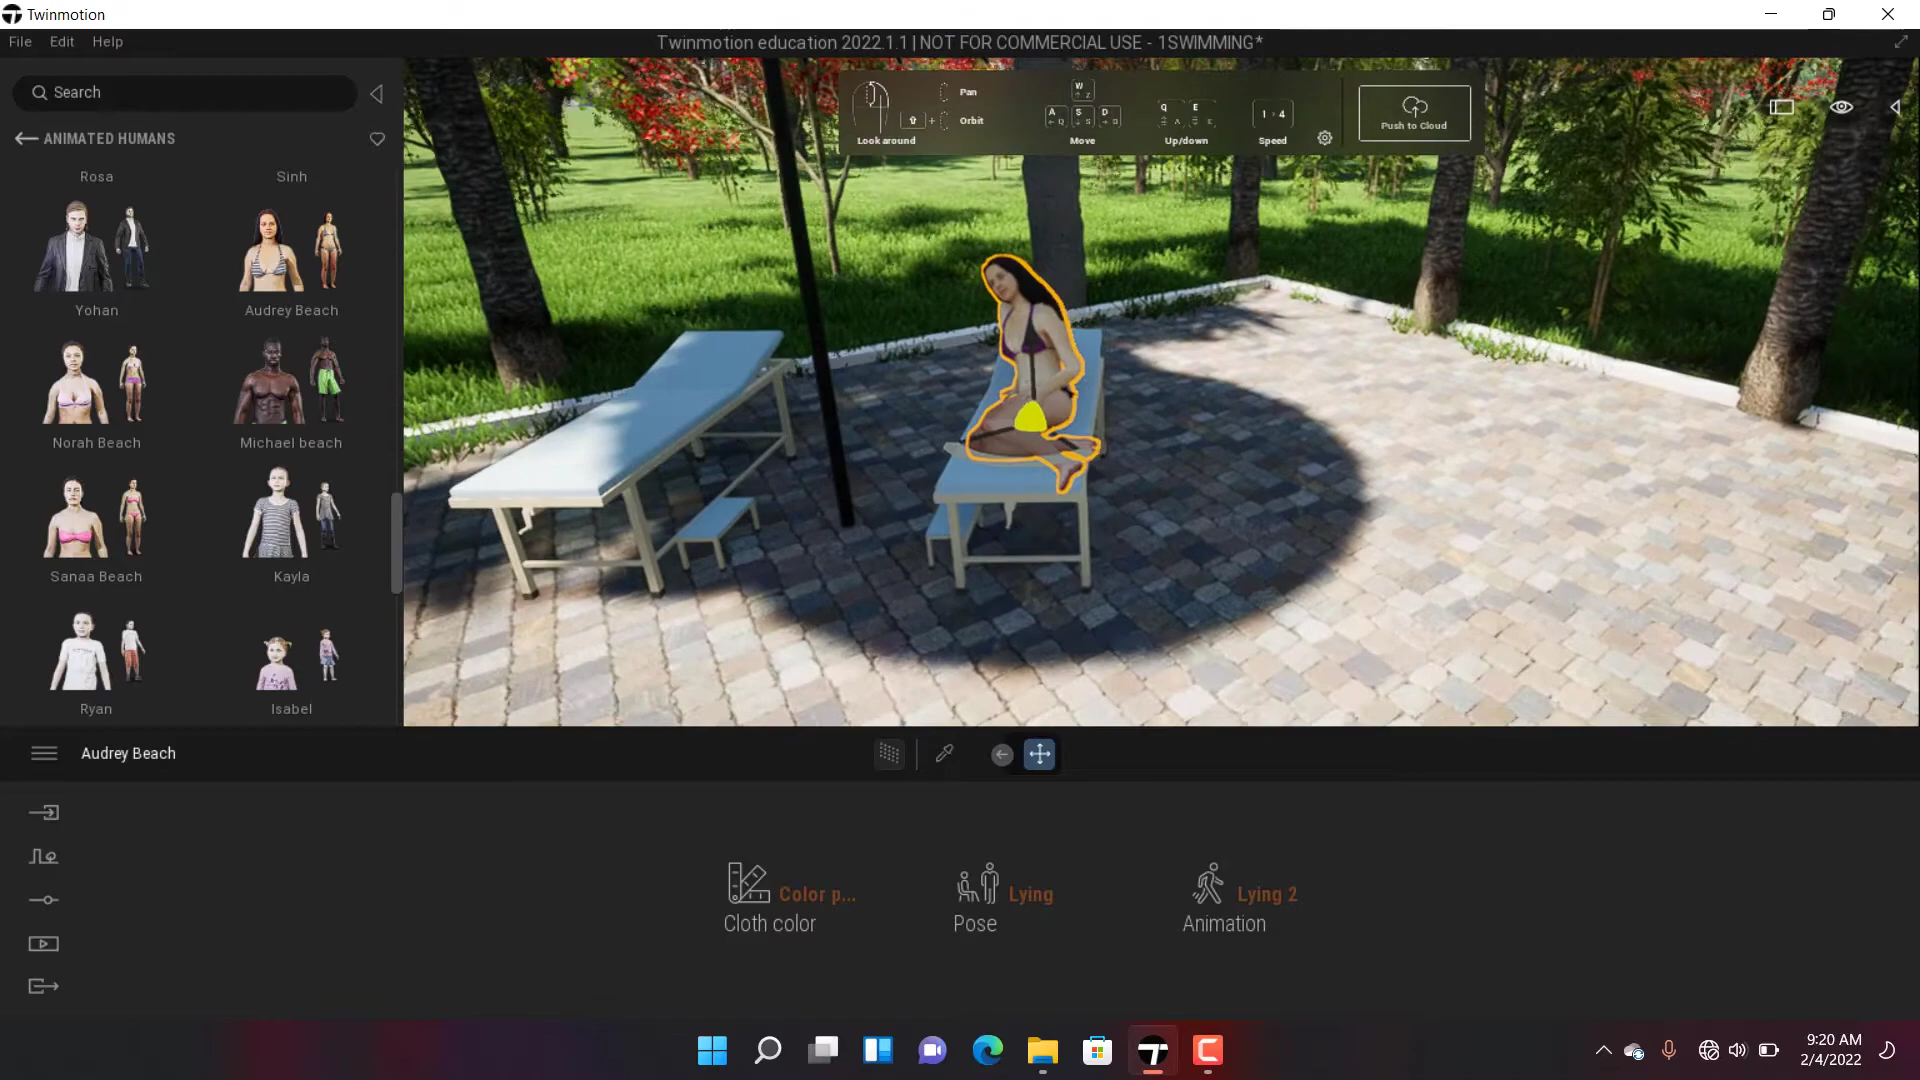 Twinmotion
File Edit Help
Twinmotion education 2022.1.1 | NOT FOR COMMERCIAL USE - 1SWIMMING*
Search
ANIMATED HUMANS
Rosa
Sinh
Yohan
Audrey Beach
Norah Beach
Michael beach
Sanaa Beach
Kayla
Ryan
Isabel
Look around
Pan
Orbit
W
A S D
Move
Q E
Up/down
1 4
Speed
Push to Cloud
Audrey Beach
Color p...
Cloth color
Lying
Pose
Lying 2
Animation
9:20 AM
2/4/2022